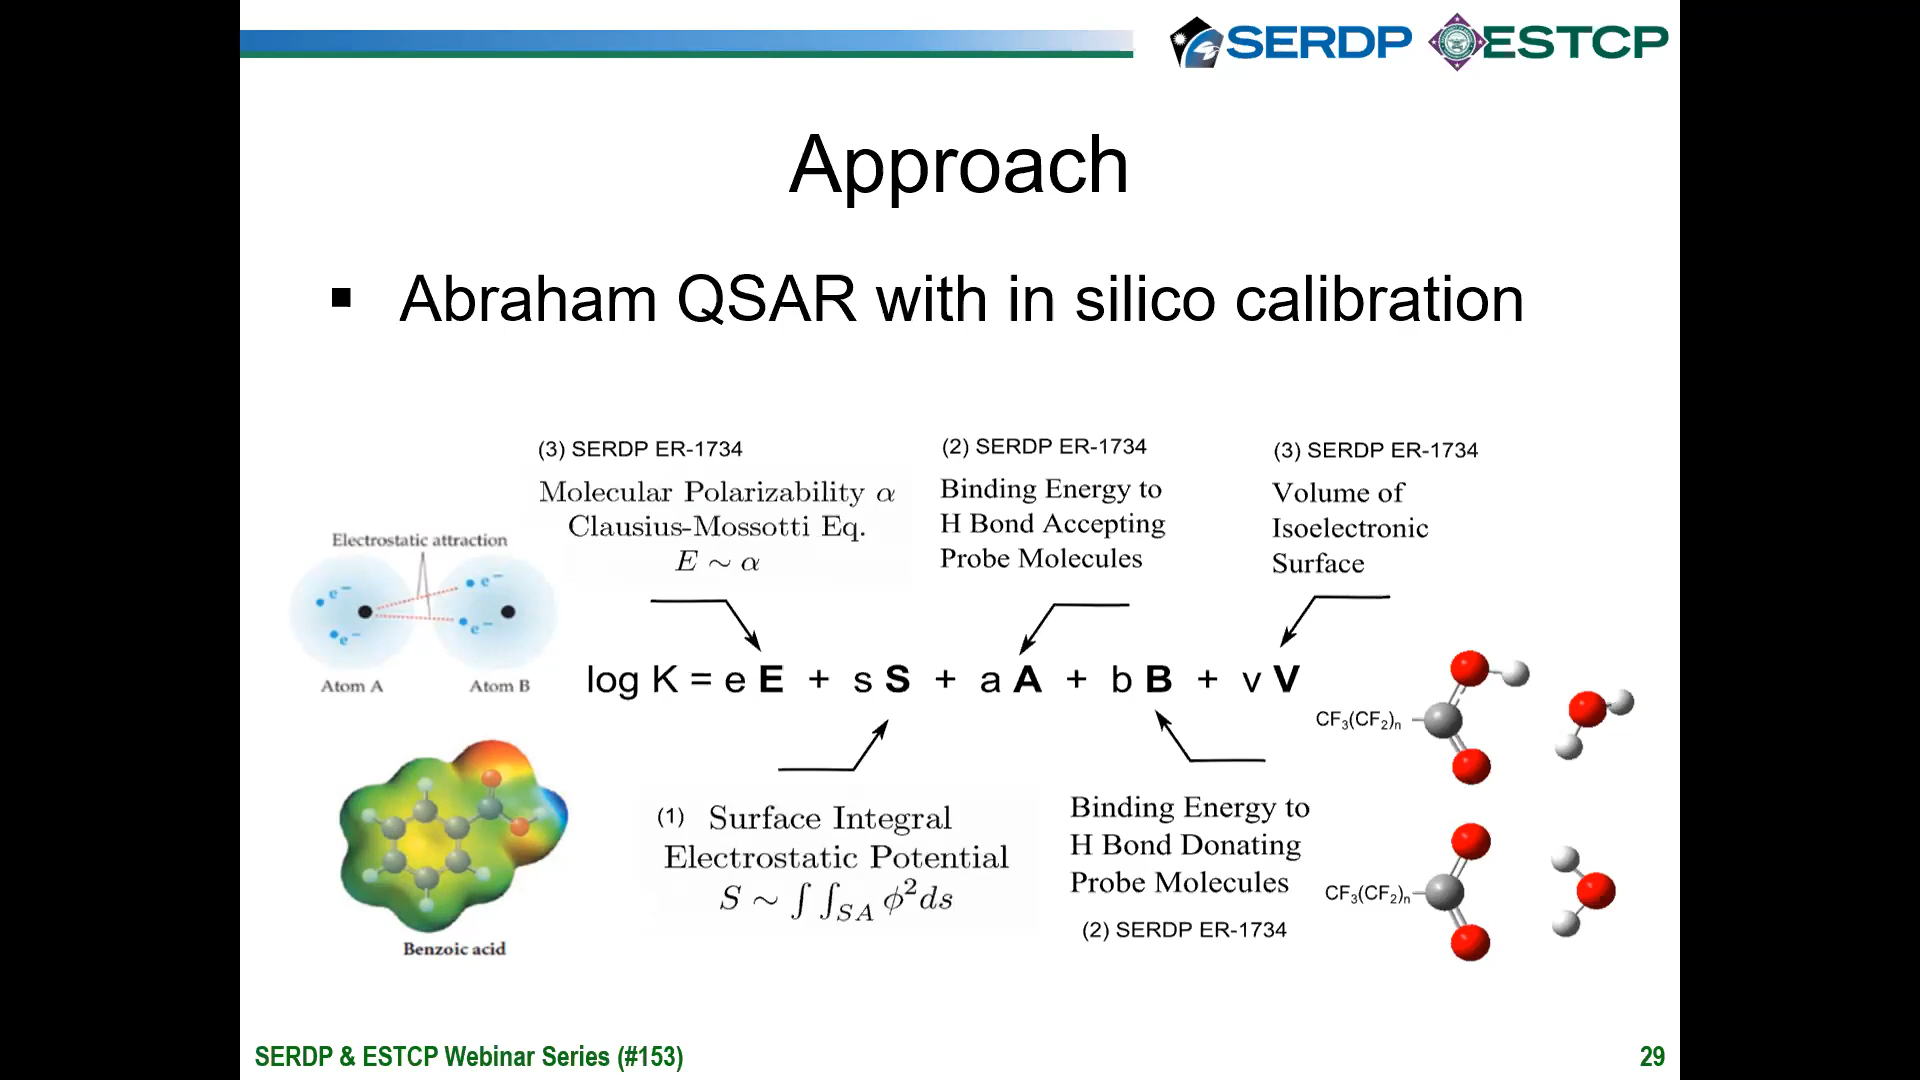 SERDP ESTCP
Approach
▪ Abraham QSAR with in silico calibration
(3) SERDP ER-1734
Molecular Polarizability α
Clausius-Mossotti Eq.
E ∼ α
(2) SERDP ER-1734
Binding Energy to
H Bond Accepting
Probe Molecules
(3) SERDP ER-1734
Volume of
Isoelectronic
Surface
Electrostatic attraction
e−
e−
e−
e−
Atom A
Atom B
log K = e E + s S + a A + b B + v V
CF₃(CF₂)ₙ
(1) Surface Integral
Electrostatic Potential
S ∼ ∫ ∫_SA ϕ²ds
Binding Energy to
H Bond Donating
Probe Molecules
(2) SERDP ER-1734
CF₃(CF₂)ₙ
Benzoic acid
SERDP & ESTCP Webinar Series (#153)
29